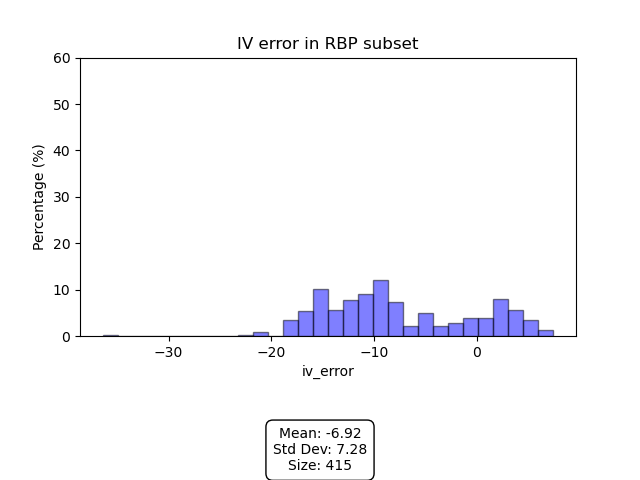 IV error in RBP subset
60
50
40
30
20
10
0
Percentage (%)
−30
−20
−10
0
iv_error
Mean: -6.92
Std Dev: 7.28
Size: 415